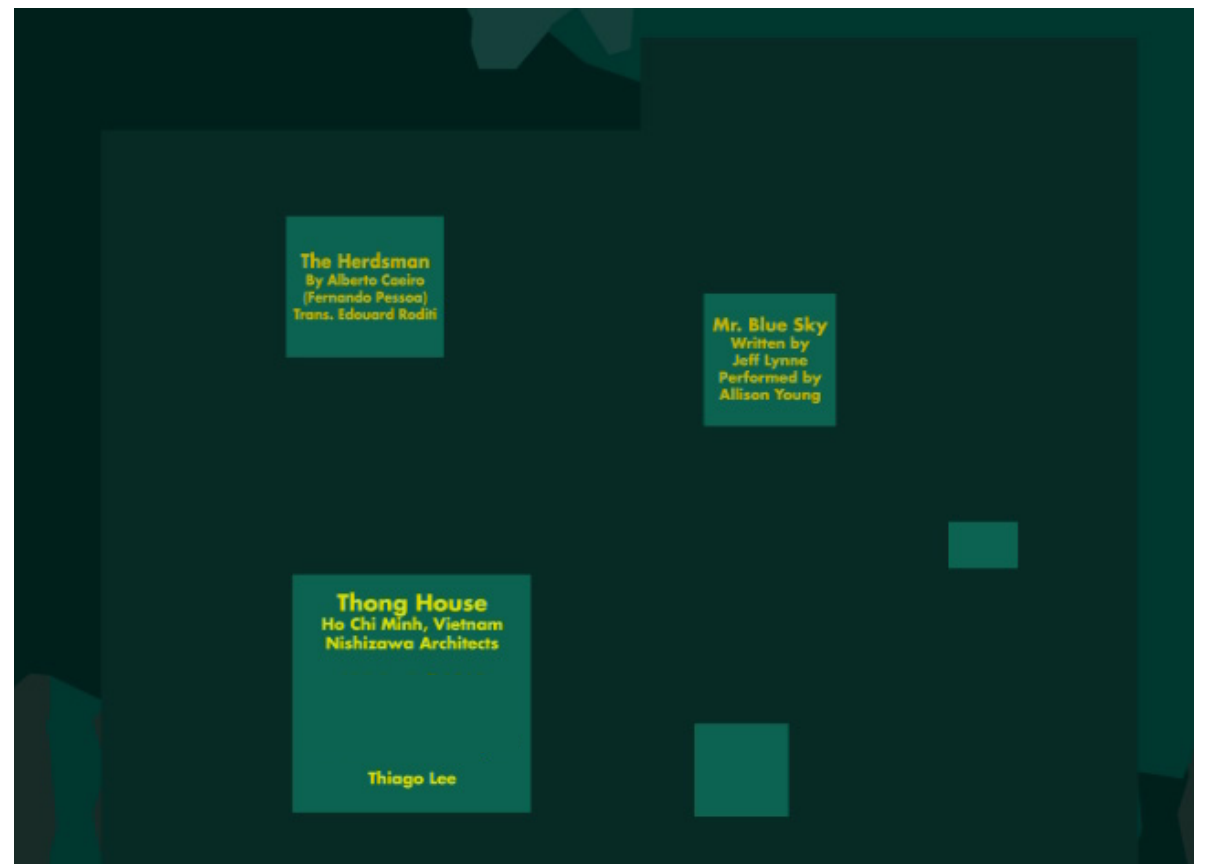 The Herdsman
By Alberto Caeiro
(Fernando Pessoa)
Trans. Edouard Roditi
Mr. Blue Sky
Written by
Jeff Lynne
Performed by
Allison Young
Thong House
Ho Chi Minh, Vietnam
Nishizawa Architects
Thiago Lee